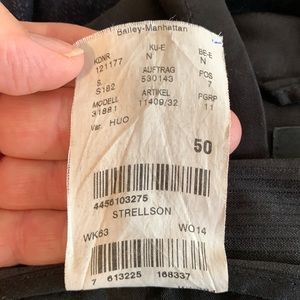 Bailey-Manhattan
KDNR KU-E BE-E
121177 N N
S AUFTRAG POS
S182 530143 7
MODELL ARTIKEL PGRP
31881 11409/32 11
Var. HUO
50
4456103275
STRELLSON
WK63 WO14
7 613225 168337